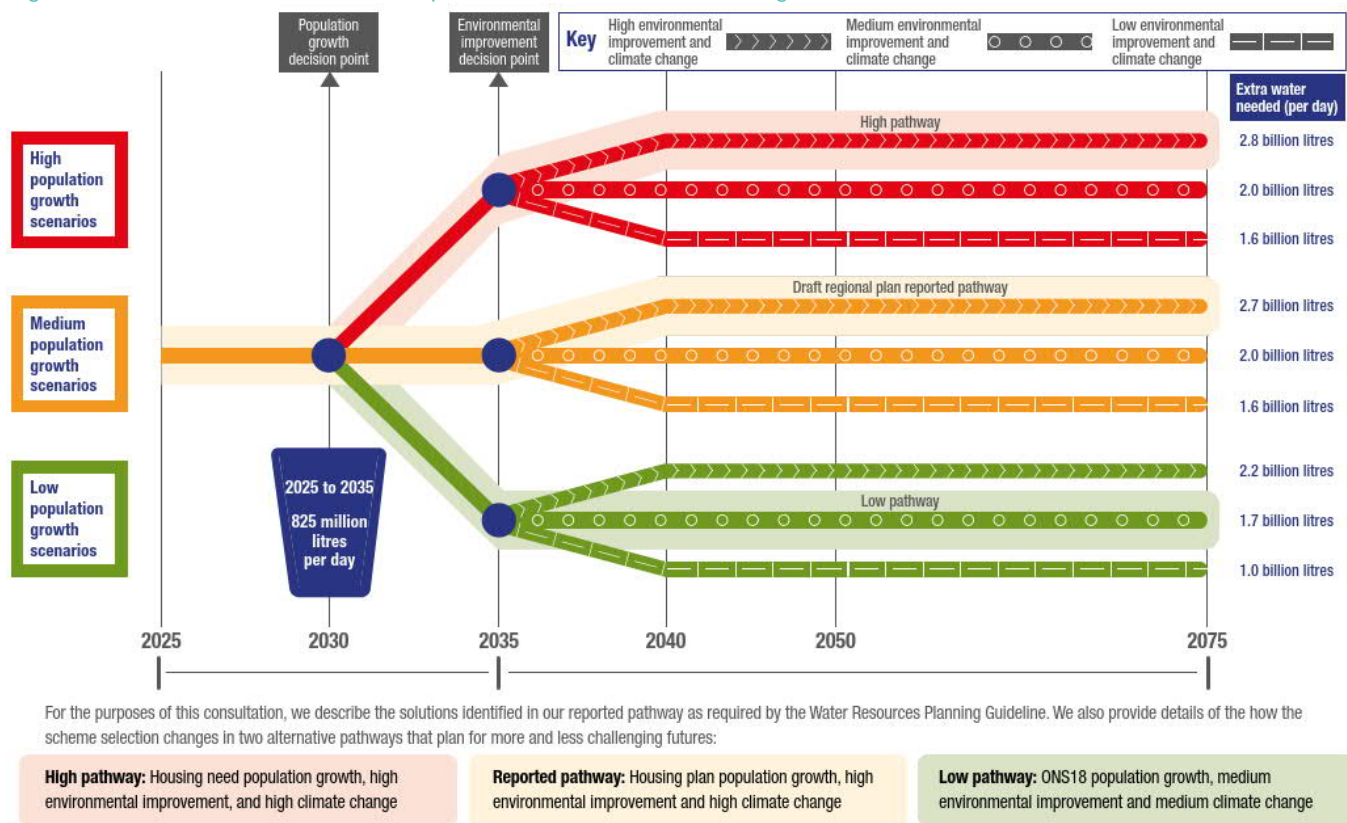 Population
growth
decision point
Environmental
improvement
decision point
Key
High environmental
improvement and
climate change
Medium environmental
improvement and
climate change
Low environmental
improvement and
climate change
Extra water
needed (per day)
High
population
growth
scenarios
High pathway
2.8 billion litres
2.0 billion litres
1.6 billion litres
Medium
population
growth
scenarios
Draft regional plan reported pathway
2.7 billion litres
2.0 billion litres
1.6 billion litres
Low
population
growth
scenarios
2025 to 2035
825 million
litres
per day
2.2 billion litres
Low pathway
1.7 billion litres
1.0 billion litres
2025
2030
2035
2040
2050
2075
For the purposes of this consultation, we describe the solutions identified in our reported pathway as required by the Water Resources Planning Guideline. We also provide details of the how the
scheme selection changes in two alternative pathways that plan for more and less challenging futures:
High pathway: Housing need population growth, high
environmental improvement, and high climate change
Reported pathway: Housing plan population growth, high
environmental improvement and high climate change
Low pathway: ONS18 population growth, medium
environmental improvement and medium climate change